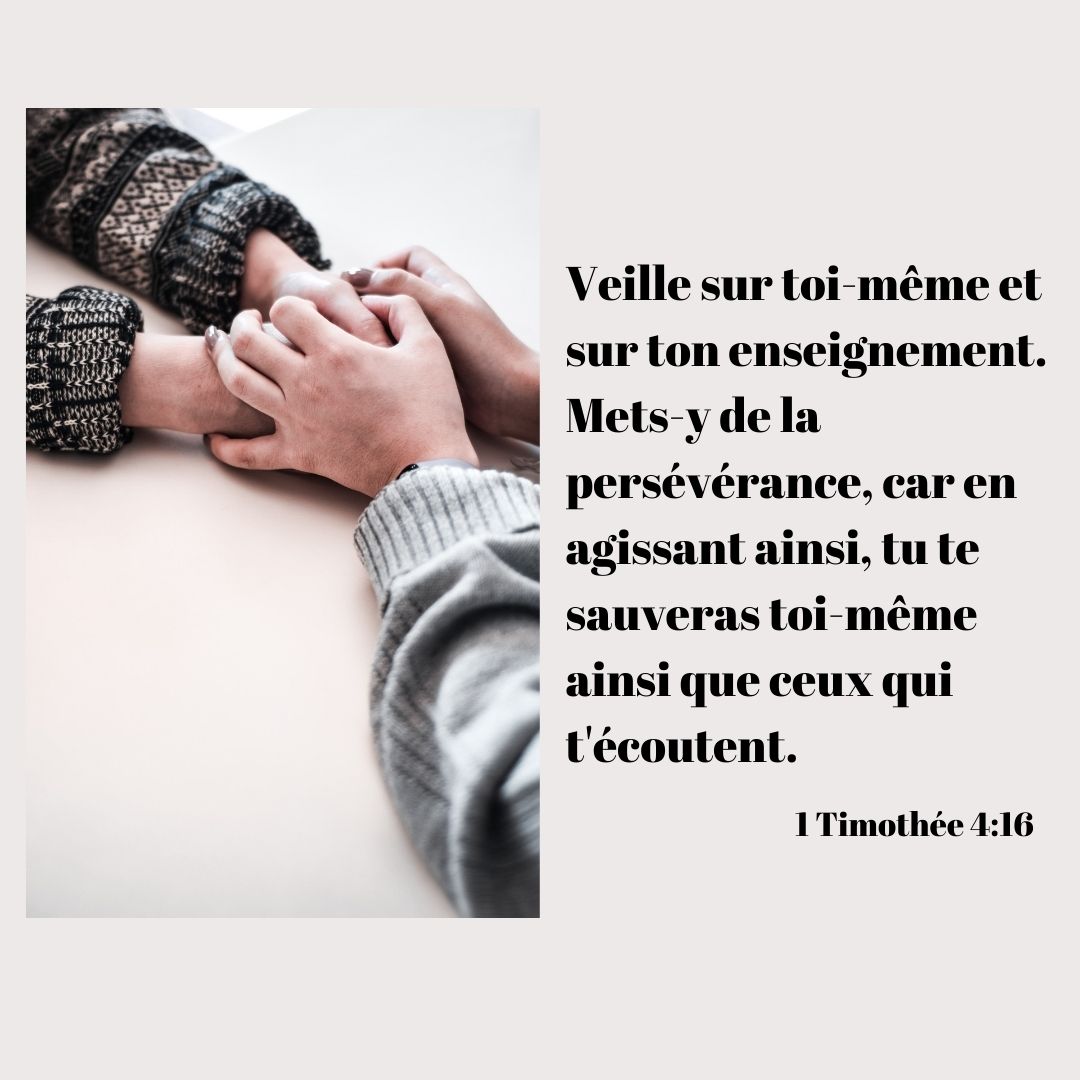 Veille sur toi-même et
sur ton enseignement.
Mets-y de la
persévérance, car en
agissant ainsi, tu te
sauveras toi-même
ainsi que ceux qui
t'écoutent.
1 Timothée 4:16